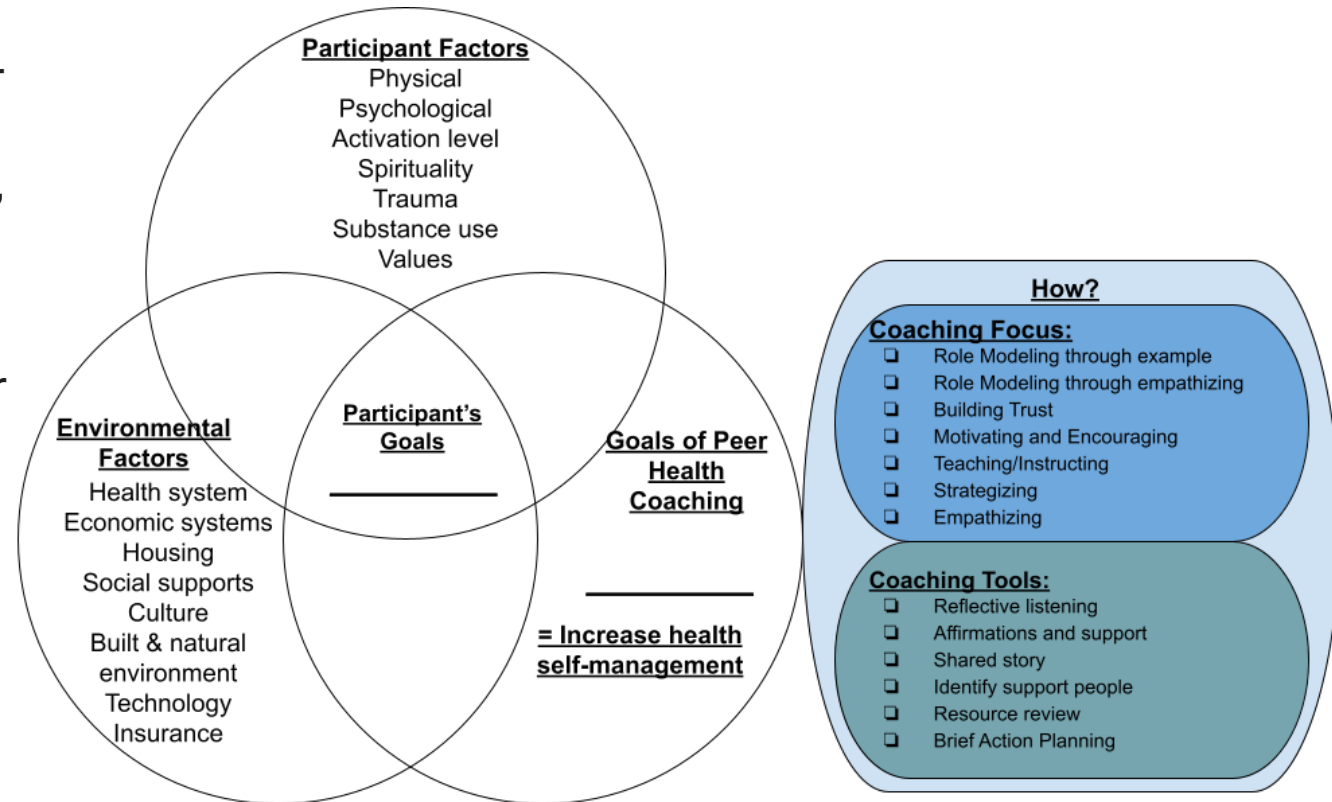 Participant Factors
Physical
Psychological
Activation level
Spirituality
Trauma
Substance use
Values
Environmental
Factors
Health system
Economic systems
Housing
Social supports
Culture
Built & natural
environment
Technology
Insurance
Participant’s
Goals
Goals of Peer
Health
Coaching
= Increase health
self-management
How?
Coaching Focus:
❏ Role Modeling through example
❏ Role Modeling through empathizing
❏ Building Trust
❏ Motivating and Encouraging
❏ Teaching/Instructing
❏ Strategizing
❏ Empathizing
Coaching Tools:
❏ Reflective listening
❏ Affirmations and support
❏ Shared story
❏ Identify support people
❏ Resource review
❏ Brief Action Planning